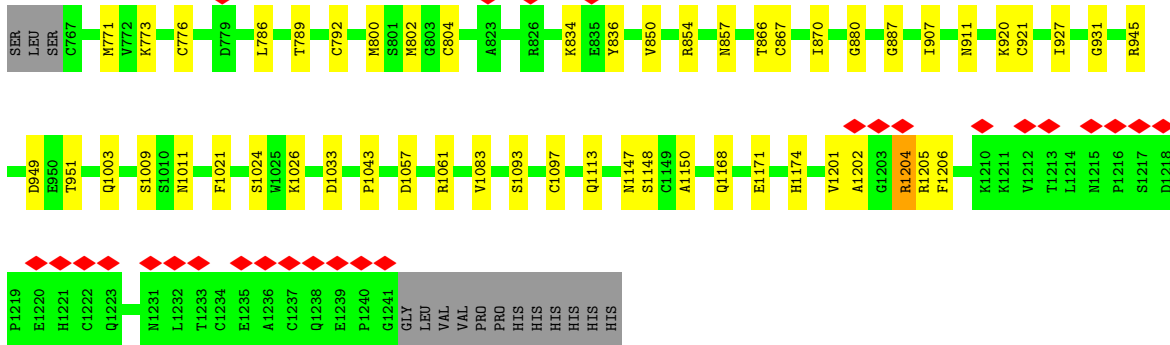 SER LEU SER C767 M771 V772 K773 C776 D779 L786 T789 C792 M800 S801 M802 G803 C804 A823 R826 K834 E835 Y836 V850 R854 N857 T866 C867 I870 G880 G887 I907 N911 K920 C921 I927 G931 R945
D949 E950 T951 Q1003 S1009 S1010 N1011 F1021 S1024 W1025 K1026 D1033 P1043 D1057 R1061 V1083 S1093 C1097 Q1113 N1147 S1148 C1149 A1150 Q1168 E1171 H1174 V1201 A1202 G1203 R1204 R1205 F1206 K1210 K1211 V1212 T1213 L1214 N1215 P1216 S1217 D1218
P1219 E1220 H1221 C1222 Q1223 N1231 L1232 T1233 C1234 E1235 A1236 C1237 Q1238 E1239 P1240 G1241 GLY LEU VAL VAL PRO PRO HIS HIS HIS HIS HIS HIS